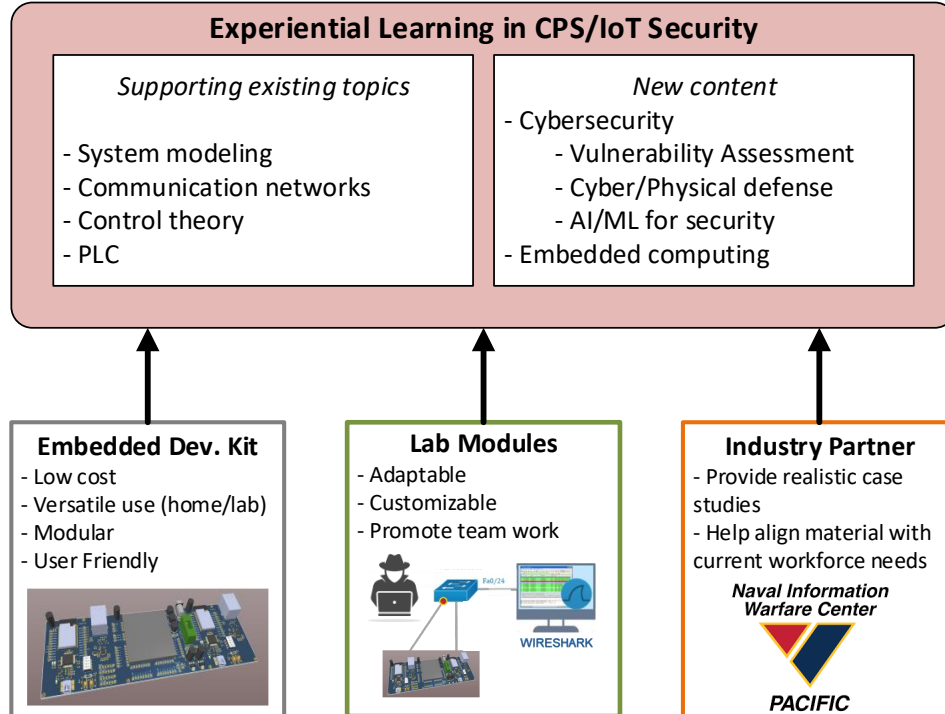 Experiential Learning in CPS/IoT Security
Supporting existing topics
- System modeling
- Communication networks
- Control theory
- PLC
New content
- Cybersecurity
- Vulnerability Assessment
- Cyber/Physical defense
- AI/ML for security
- Embedded computing
Embedded Dev. Kit
- Low cost
- Versatile use (home/lab)
- Modular
- User Friendly
Lab Modules
- Adaptable
- Customizable
- Promote team work
Fa0/24
WIRESHARK
Industry Partner
- Provide realistic case
studies
- Help align material with
current workforce needs
Naval Information
Warfare Center
PACIFIC